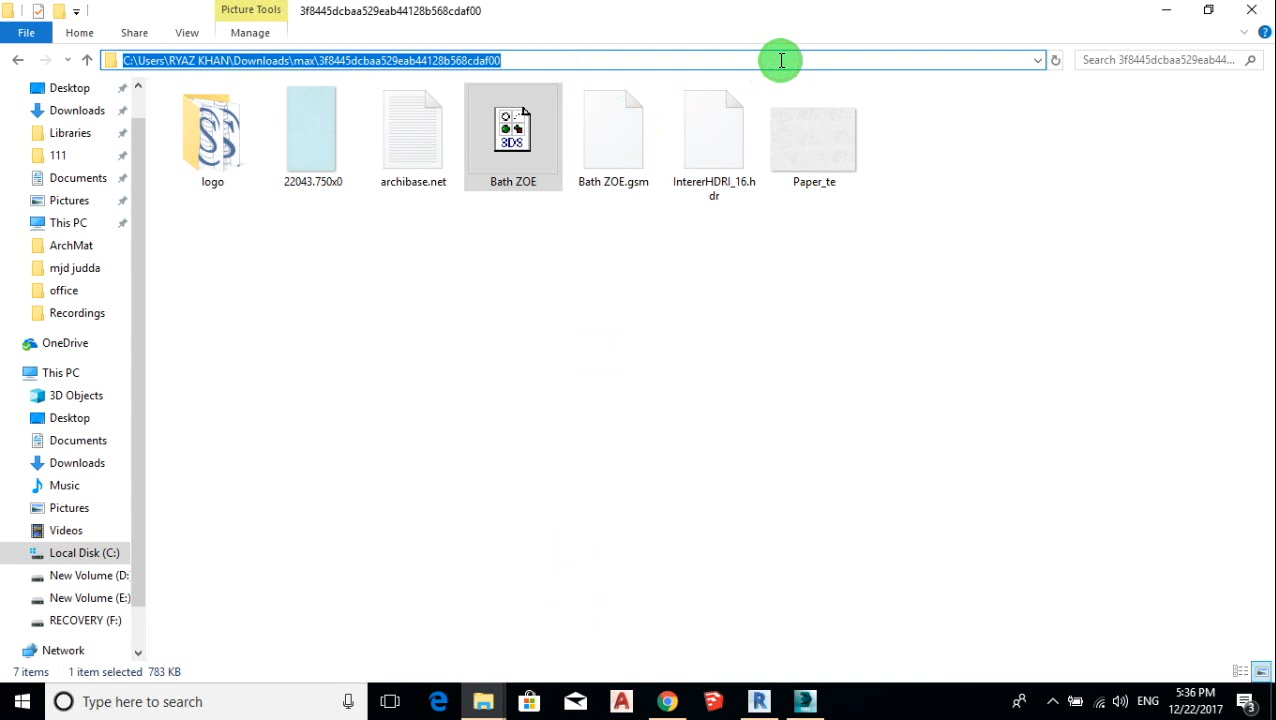 Picture Tools
3f8445dcbaa529eab44128b568cdaf00
File
Home
Share
View
Manage
C:\Users\RYAZ KHAN\Downloads\max\3f8445dcbaa529eab44128b568cdaf00
Search 3f8445dcbaa529eab44...
Desktop
Downloads
Libraries
111
Documents
Pictures
This PC
ArchMat
mjd judda
office
Recordings
OneDrive
This PC
3D Objects
Desktop
Documents
Downloads
Music
Pictures
Videos
Local Disk (C:)
New Volume (D:
New Volume (E:)
RECOVERY (F:)
Network
logo
22043.750x0
archibase.net
3DS
Bath ZOE
Bath ZOE.gsm
IntererHDRI_16.h
dr
Paper_te
7 items
1 item selected 783 KB
Type here to search
ENG
5:36 PM
12/22/2017
3